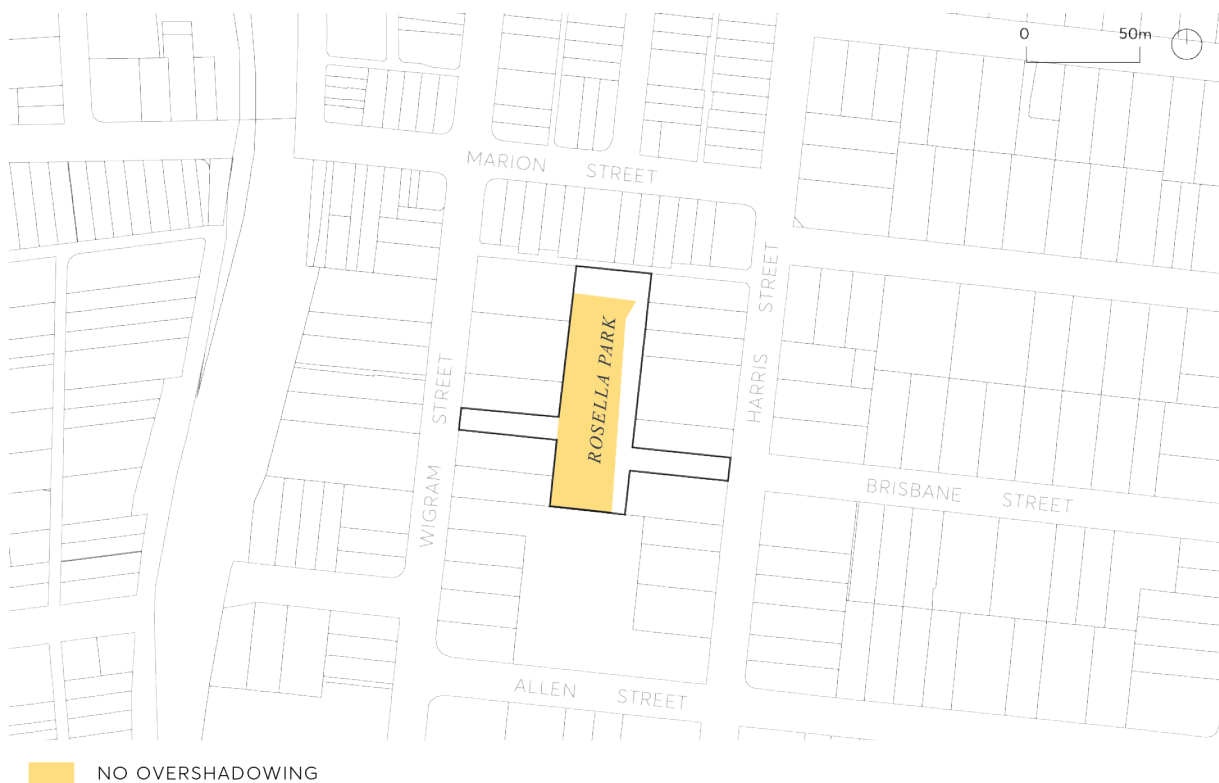 0 50m
MARION STREET
HARRIS STREET
ROSELLA PARK
WIGRAM STREET
BRISBANE STREET
ALLEN STREET
NO OVERSHADOWING